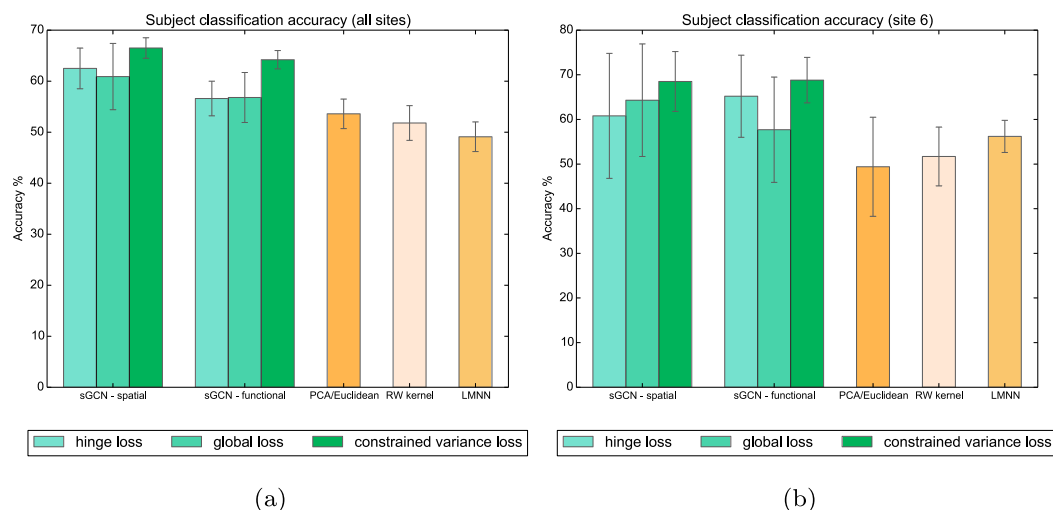 Subject classification accuracy (all sites)
70
60
50
40
30
20
10
0
Accuracy %
sGCN - spatial
sGCN - functional
PCA/Euclidean
RW kernel
LMNN
hinge loss
global loss
constrained variance loss
(a)
Subject classification accuracy (site 6)
80
70
60
50
40
30
20
10
0
Accuracy %
sGCN - spatial
sGCN - functional
PCA/Euclidean
RW kernel
LMNN
hinge loss
global loss
constrained variance loss
(b)